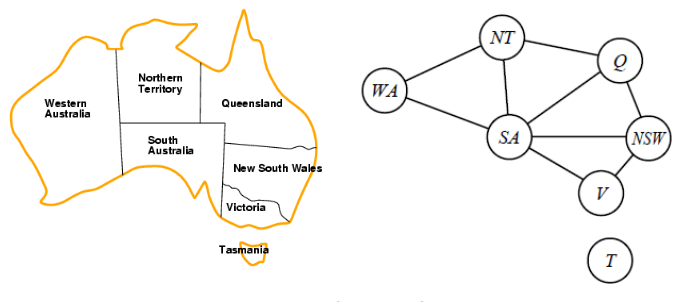 Western
Australia
Northern
Territory
Queensland
South
Australia
New South Wales
Victoria
Tasmania
NT
Q
WA
SA
NSW
V
T